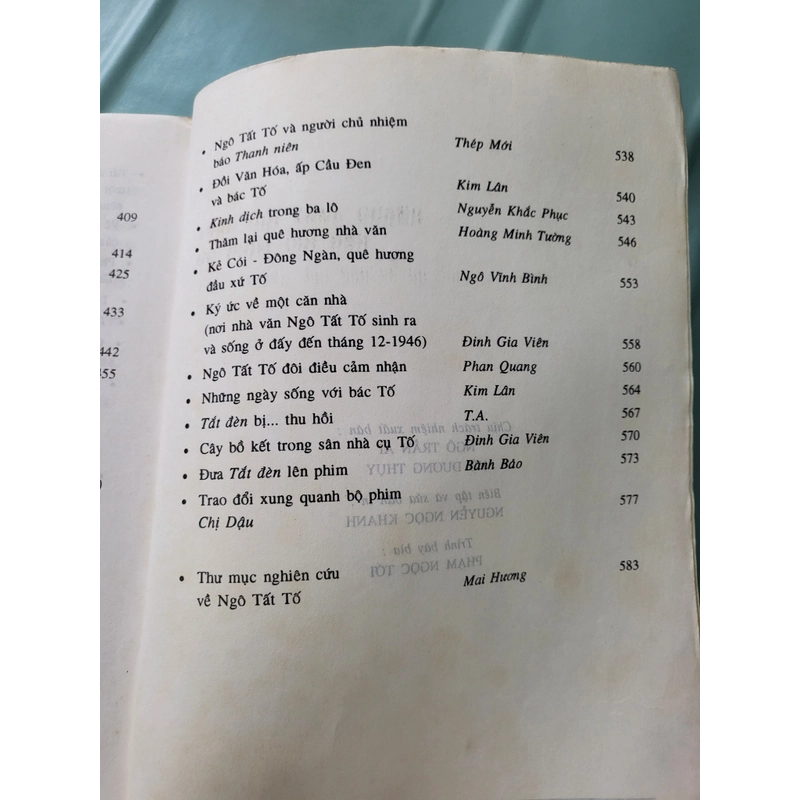 409
414
425
433
442
455
• Ngô Tất Tố và người chủ nhiệm
báo Thanh niên Thép Mới 538
• Đồi Văn Hóa, ấp Cầu Đen
và bác Tố Kim Lân 540
• Kinh dịch trong ba lô Nguyễn Khắc Phục 543
• Thăm lại quê hương nhà văn Hoàng Minh Tường 546
• Kẻ Cói - Đông Ngàn, quê hương
đầu xứ Tố Ngô Vĩnh Bình 553
• Ký ức về một căn nhà
(nơi nhà văn Ngô Tất Tố sinh ra
và sống ở đấy đến tháng 12-1946) Đinh Gia Viên 558
• Ngô Tất Tố đôi điều cảm nhận Phan Quang 560
• Những ngày sống với bác Tố Kim Lân 564
• Tắt đèn bị... thu hồi T.A. 567
• Cây bồ kết trong sân nhà cụ Tố Đinh Gia Viên 570
• Đưa Tắt đèn lên phim Bành Bảo 573
• Trao đổi xung quanh bộ phim
Chị Dậu 577
• Thư mục nghiên cứu
về Ngô Tất Tố Mai Hương 583